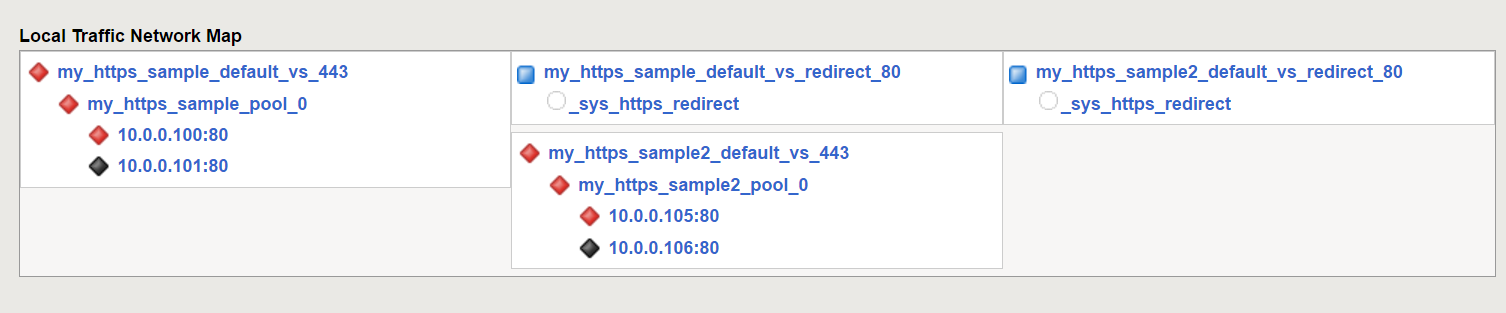 Local Traffic Network Map
my_https_sample_default_vs_443
my_https_sample_pool_0
10.0.0.100:80
10.0.0.101:80
my_https_sample_default_vs_redirect_80
_sys_https_redirect
my_https_sample2_default_vs_443
my_https_sample2_pool_0
10.0.0.105:80
10.0.0.106:80
my_https_sample2_default_vs_redirect_80
_sys_https_redirect